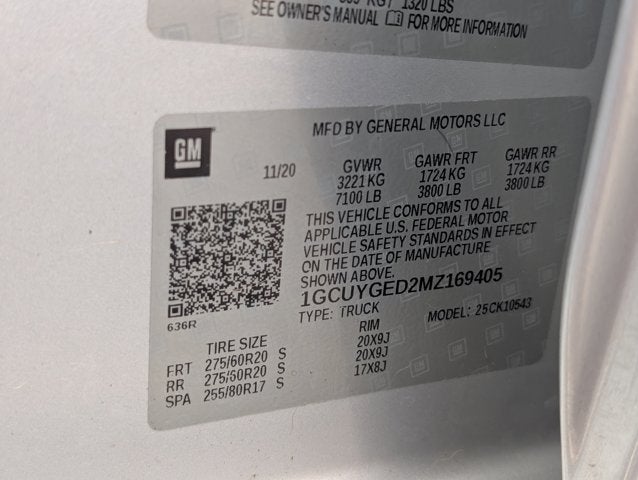 KG / 1320 LBS
SEE OWNER'S MANUAL FOR MORE INFORMATION
GM
MFD BY GENERAL MOTORS LLC
11/20 GVWR GAWR FRT GAWR RR
3221 KG 1724 KG 1724 KG
7100 LB 3800 LB 3800 LB
THIS VEHICLE CONFORMS TO ALL
APPLICABLE U.S. FEDERAL MOTOR
VEHICLE SAFETY STANDARDS IN EFFECT
ON THE DATE OF MANUFACTURE
SHOWN ABOVE.
1GCUYGED2MZ169405
TYPE: TRUCK MODEL: 25CK10543
636R
TIRE SIZE RIM
FRT 275/60R20 S 20X9J
RR 275/60R20 S 20X9J
SPA 255/80R17 S 17X8J